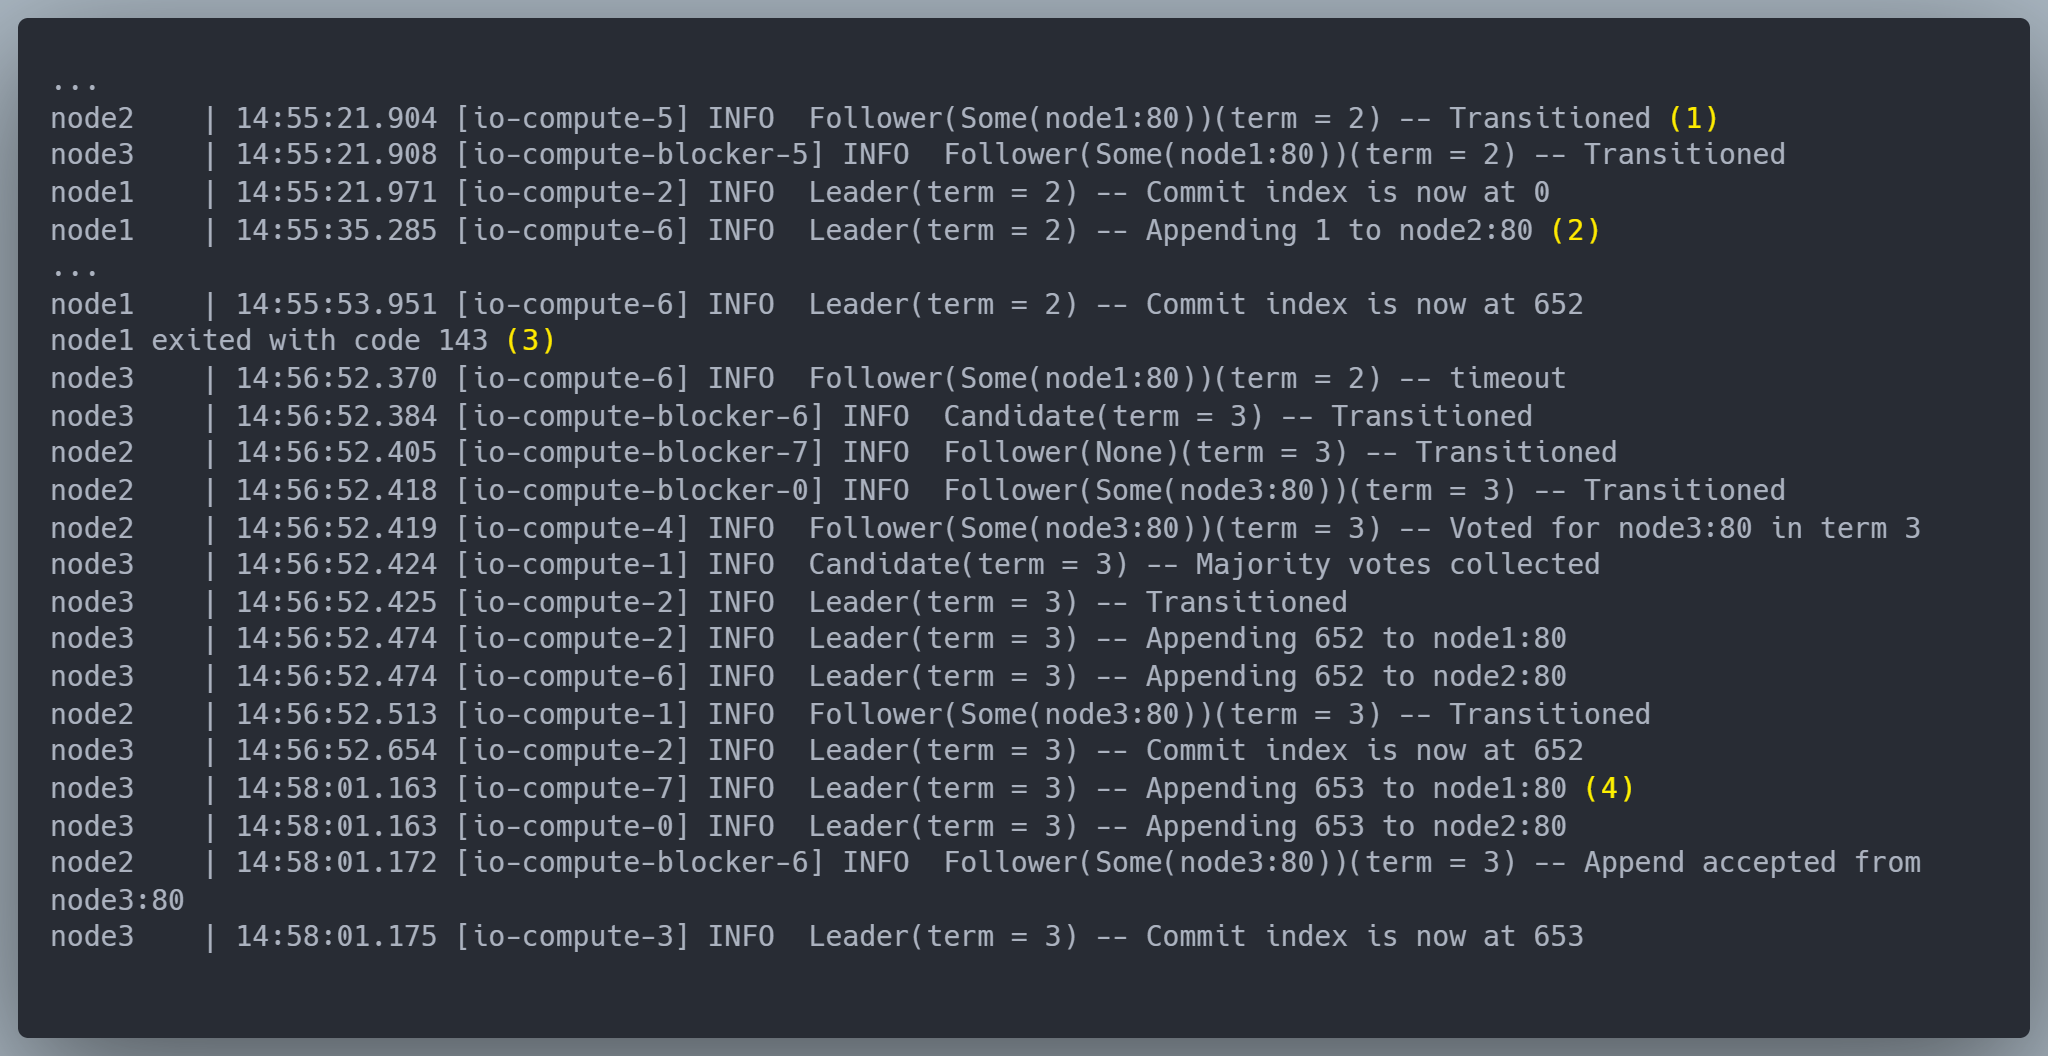 ...
node2    | 14:55:21.904 [io-compute-5] INFO  Follower(Some(node1:80))(term = 2) -- Transitioned (1)
node3    | 14:55:21.908 [io-compute-blocker-5] INFO  Follower(Some(node1:80))(term = 2) -- Transitioned
node1    | 14:55:21.971 [io-compute-2] INFO  Leader(term = 2) -- Commit index is now at 0
node1    | 14:55:35.285 [io-compute-6] INFO  Leader(term = 2) -- Appending 1 to node2:80 (2)
...
node1    | 14:55:53.951 [io-compute-6] INFO  Leader(term = 2) -- Commit index is now at 652
node1 exited with code 143 (3)
node3    | 14:56:52.370 [io-compute-6] INFO  Follower(Some(node1:80))(term = 2) -- timeout
node3    | 14:56:52.384 [io-compute-blocker-6] INFO  Candidate(term = 3) -- Transitioned
node2    | 14:56:52.405 [io-compute-blocker-7] INFO  Follower(None)(term = 3) -- Transitioned
node2    | 14:56:52.418 [io-compute-blocker-0] INFO  Follower(Some(node3:80))(term = 3) -- Transitioned
node2    | 14:56:52.419 [io-compute-4] INFO  Follower(Some(node3:80))(term = 3) -- Voted for node3:80 in term 3
node3    | 14:56:52.424 [io-compute-1] INFO  Candidate(term = 3) -- Majority votes collected
node3    | 14:56:52.425 [io-compute-2] INFO  Leader(term = 3) -- Transitioned
node3    | 14:56:52.474 [io-compute-2] INFO  Leader(term = 3) -- Appending 652 to node1:80
node3    | 14:56:52.474 [io-compute-6] INFO  Leader(term = 3) -- Appending 652 to node2:80
node2    | 14:56:52.513 [io-compute-1] INFO  Follower(Some(node3:80))(term = 3) -- Transitioned
node3    | 14:56:52.654 [io-compute-2] INFO  Leader(term = 3) -- Commit index is now at 652
node3    | 14:58:01.163 [io-compute-7] INFO  Leader(term = 3) -- Appending 653 to node1:80 (4)
node3    | 14:58:01.163 [io-compute-0] INFO  Leader(term = 3) -- Appending 653 to node2:80
node2    | 14:58:01.172 [io-compute-blocker-6] INFO  Follower(Some(node3:80))(term = 3) -- Append accepted from
node3:80
node3    | 14:58:01.175 [io-compute-3] INFO  Leader(term = 3) -- Commit index is now at 653